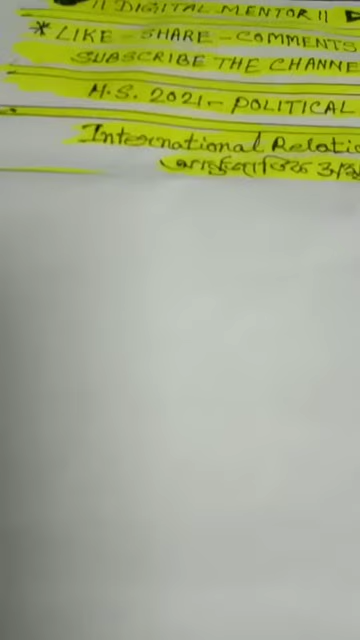 || DIGITAL MENTOR ||
* LIKE - SHARE - COMMENTS
SUBSCRIBE THE CHANNE
H.S. 2021 - POLITICAL
International Relatio